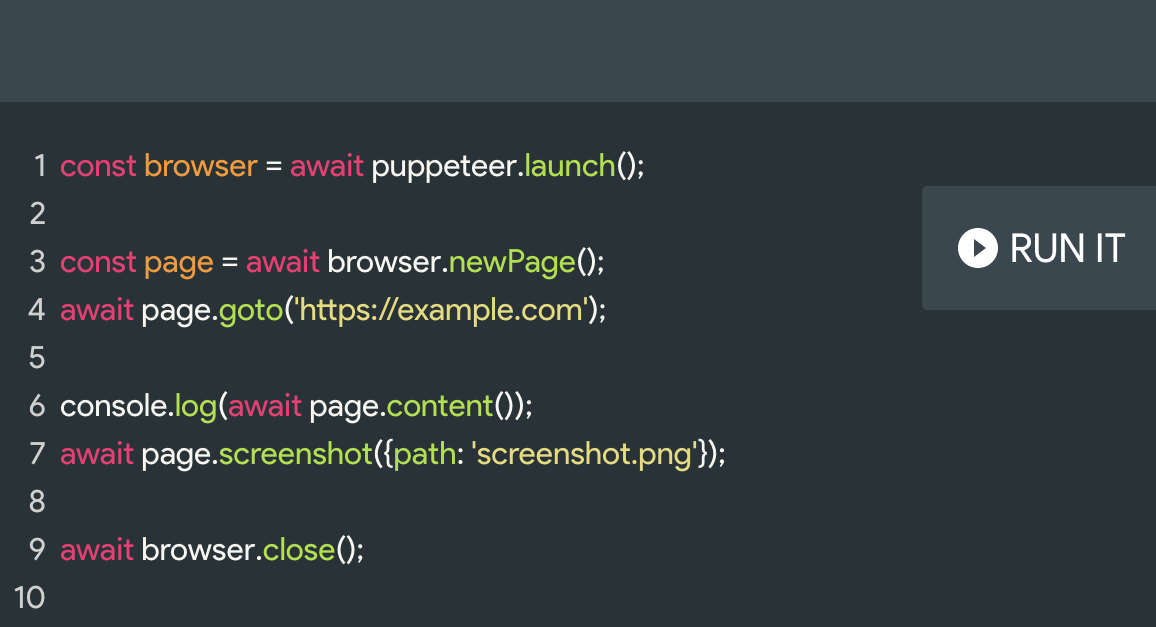 1 const browser = await puppeteer.launch();
2
3 const page = await browser.newPage();
4 await page.goto('https://example.com');
RUN IT
5
6 console.log(await page.content());
7 await page.screenshot({path: 'screenshot.png'});
8
9 await browser.close();
10